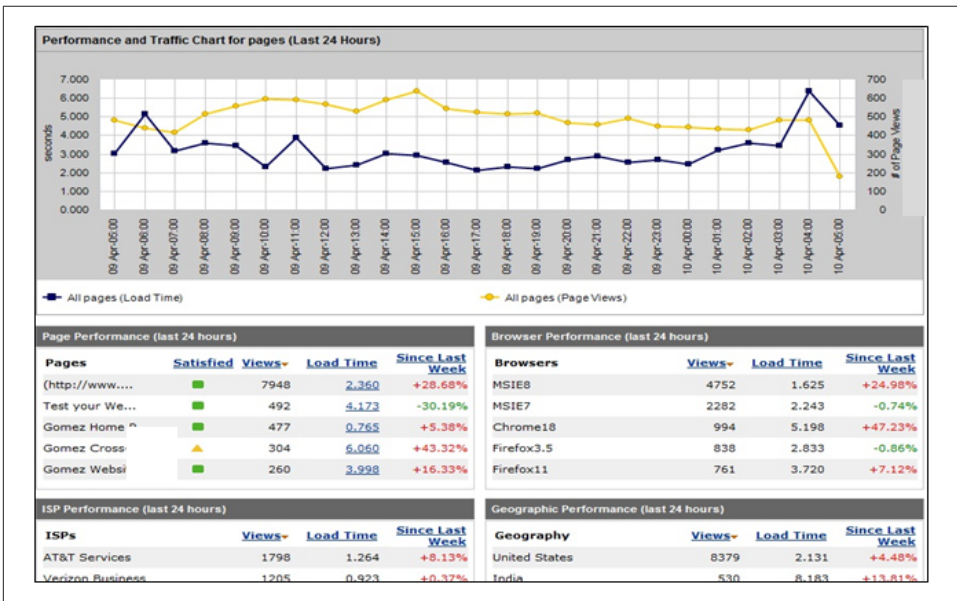 Performance and Traffic Chart for pages (Last 24 Hours)
7.000 700
6.000 600
5.000 500
4.000 400
3.000 300
2.000 200
1.000 100
0.000 0
seconds
# of Page Views
09 Apr-05:00 09 Apr-06:00 09 Apr-07:00 09 Apr-08:00 09 Apr-09:00 09 Apr-10:00 09 Apr-11:00 09 Apr-12:00 09 Apr-13:00 09 Apr-14:00 09 Apr-15:00 09 Apr-16:00 09 Apr-17:00 09 Apr-18:00 09 Apr-19:00 09 Apr-20:00 09 Apr-21:00 09 Apr-22:00 09 Apr-23:00 10 Apr-00:00 10 Apr-01:00 10 Apr-02:00 10 Apr-03:00 10 Apr-04:00 10 Apr-05:00
All pages (Load Time) All pages (Page Views)
Page Performance (last 24 hours)
Pages Satisfied Views Load Time Since Last Week
(http://www.... 7948 2.360 +28.68%
Test your We... 492 4.173 -30.19%
Gomez Home 477 0.765 +5.38%
Gomez Cross 304 6.060 +43.32%
Gomez Websi 260 3.998 +16.33%
Browser Performance (last 24 hours)
Browsers Views Load Time Since Last Week
MSIE8 4752 1.625 +24.98%
MSIE7 2282 2.243 -0.74%
Chrome18 994 5.198 +47.23%
Firefox3.5 838 2.833 -0.86%
Firefox11 761 3.720 +7.12%
ISP Performance (last 24 hours)
ISPs Views Load Time Since Last Week
AT&T Services 1798 1.264 +8.13%
Verizon Business 1205 0.923 +0.37%
Geographic Performance (last 24 hours)
Geography Views Load Time Since Last Week
United States 8379 2.131 +4.48%
India 530 8.183 +13.81%